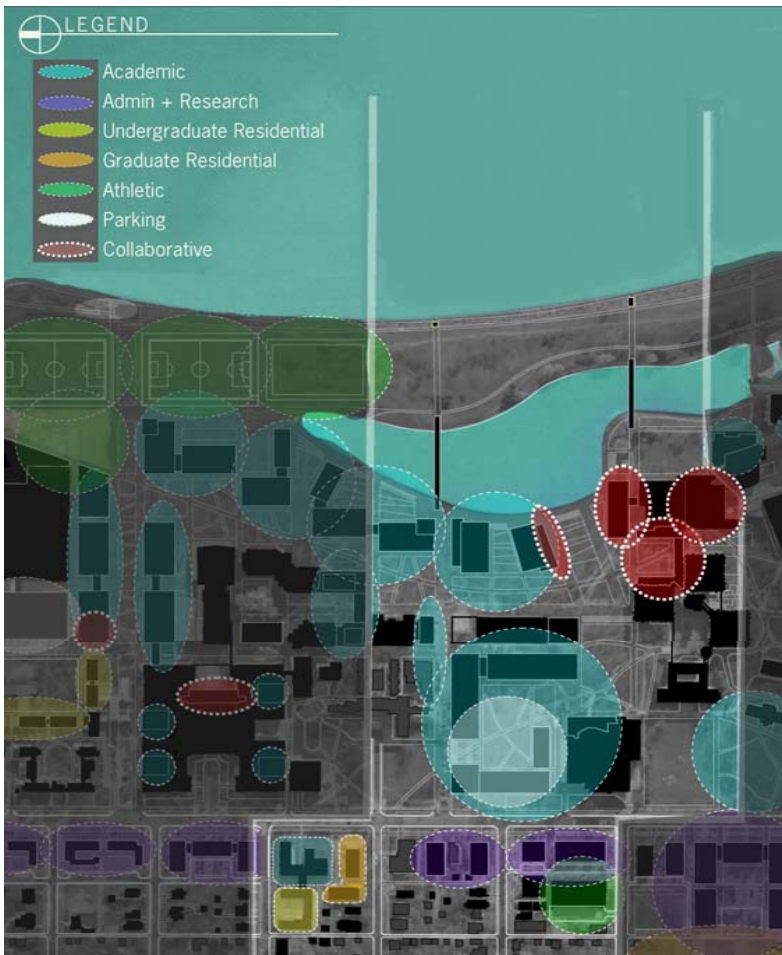 LEGEND
Academic
Admin + Research
Undergraduate Residential
Graduate Residential
Athletic
Parking
Collaborative